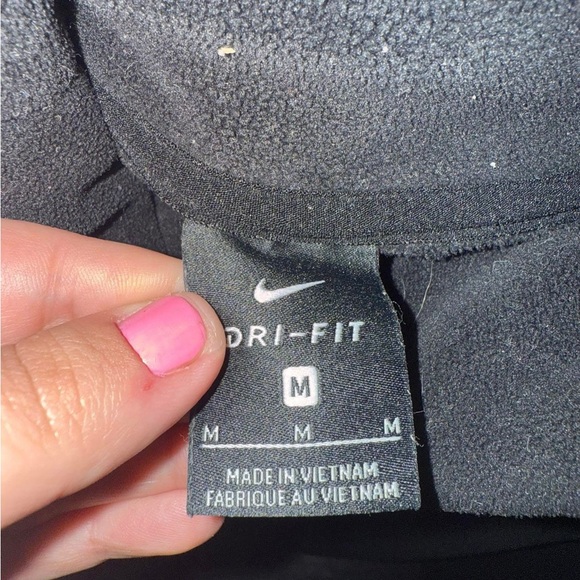 DRI-FIT
M
M M M
MADE IN VIETNAM
FABRIQUE AU VIETNAM